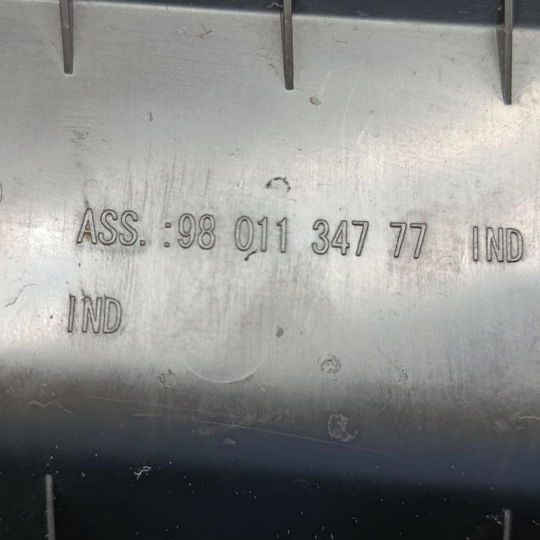 ASS. :98 011 347 77 IND
IND